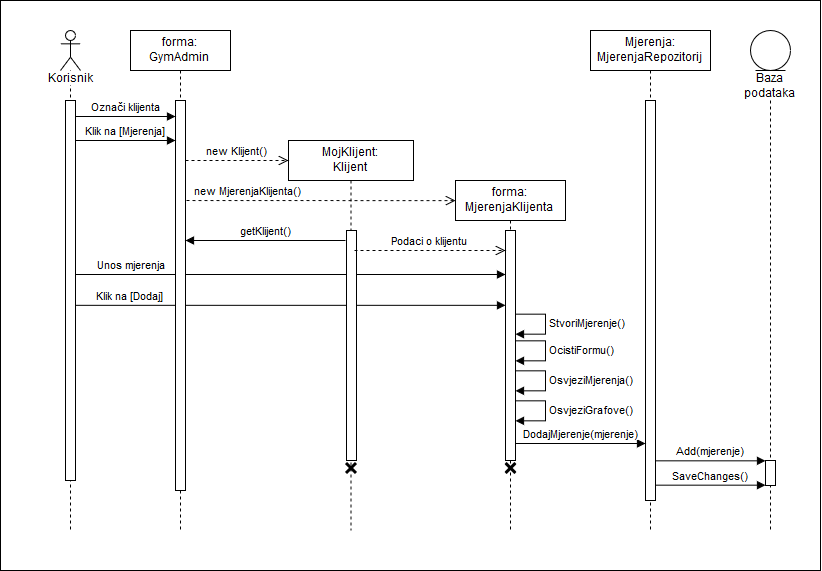 Korisnik
forma:
GymAdmin
Mjerenja:
MjerenjaRepozitorij
Baza
podataka
Označi klijenta
Klik na [Mjerenja]
new Klijent()
MojKlijent:
Klijent
new MjerenjaKlijenta()
forma:
MjerenjaKlijenta
getKlijent()
Podaci o klijentu
Unos mjerenja
Klik na [Dodaj]
StvoriMjerenje()
OcistiFormu()
OsvjeziMjerenja()
OsvjeziGrafove()
DodajMjerenje(mjerenje)
Add(mjerenje)
SaveChanges()